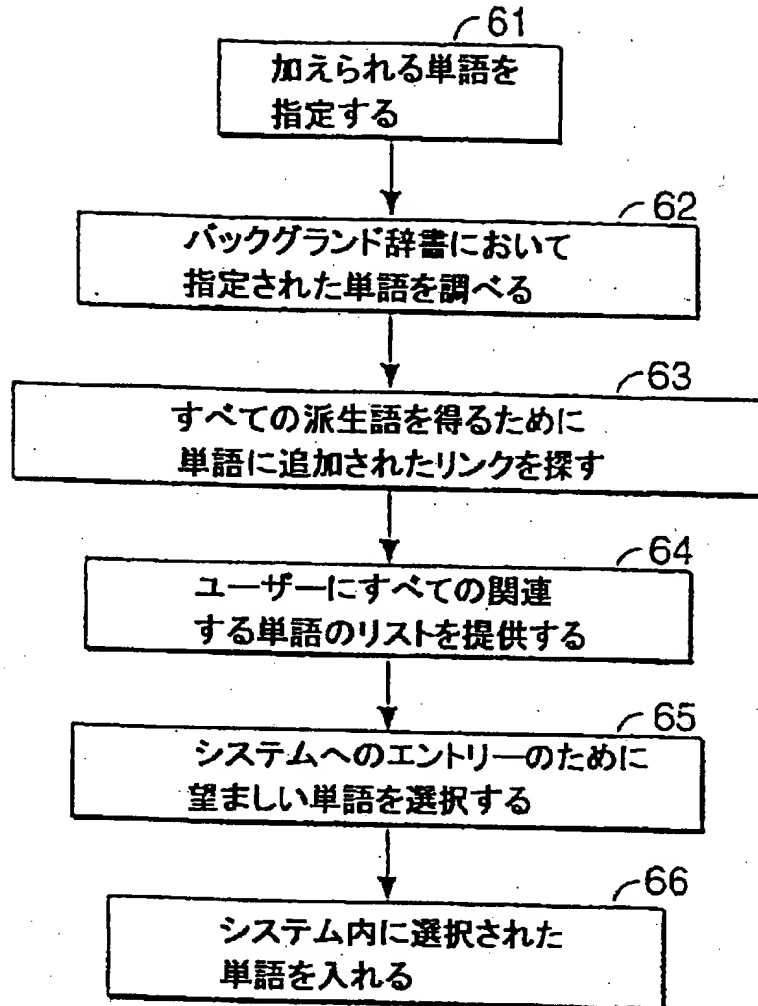 61
加えられる単語を
指定する
62
バックグランド辞書において
指定された単語を調べる
63
すべての派生語を得るために
単語に追加されたリンクを探す
64
ユーザーにすべての関連
する単語のリストを提供する
65
システムへのエントリーのために
望ましい単語を選択する
66
システム内に選択された
単語を入れる